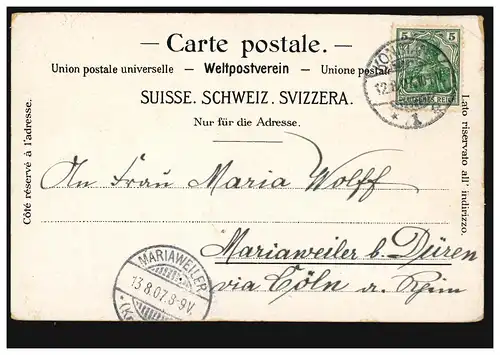 Carte postale.
Union postale universelle – Weltpostverein – Unione postale
SUISSE. SCHWEIZ. SVIZZERA.
Nur für die Adresse.
Côté réservé à l'adresse.
Lato riservato all' indirizzo.
5 5
An Frau Maria Wolff
Mariaweiler b. Düren
via Cöln a. Rhein
MARIAWEILER
13.8.07. 8-9V.